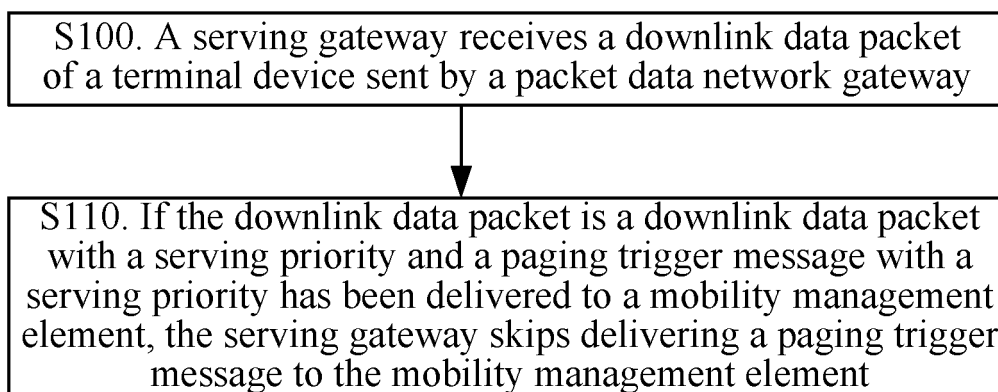 S100. A serving gateway receives a downlink data packet
of a terminal device sent by a packet data network gateway
S110. If the downlink data packet is a downlink data packet
with a serving priority and a paging trigger message with a
serving priority has been delivered to a mobility management
element, the serving gateway skips delivering a paging trigger
message to the mobility management element